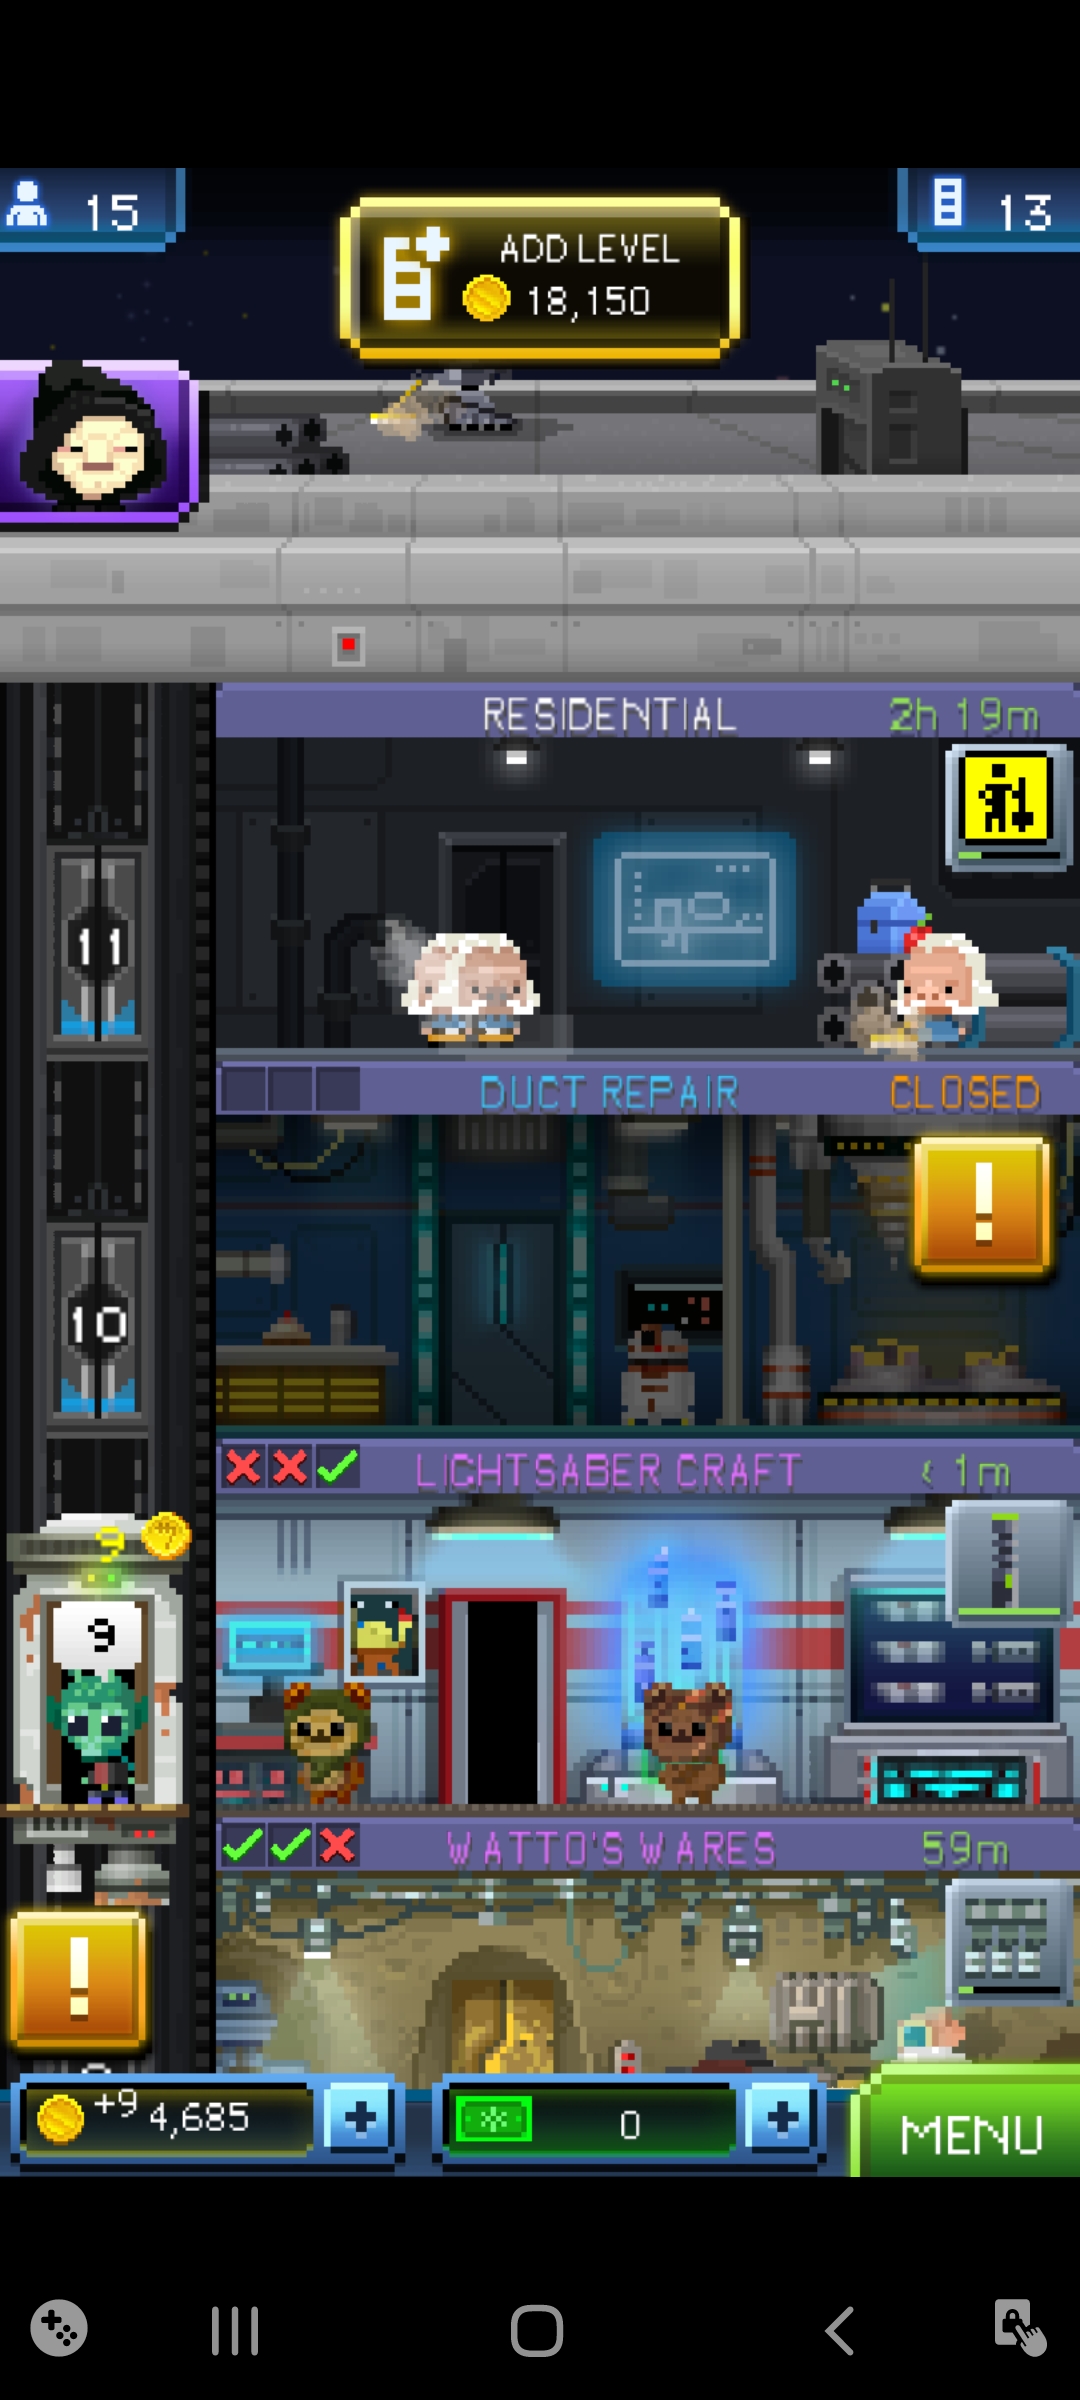 15
ADD LEVEL
18,150
13
RESIDENTIAL
2h 19m
11
DUCT REPAIR
CLOSED
!
10
LIGHTSABER CRAFT
< 1m
9
9
WATTO'S WARES
59m
!
+9
4,685
+
0
+
MENU